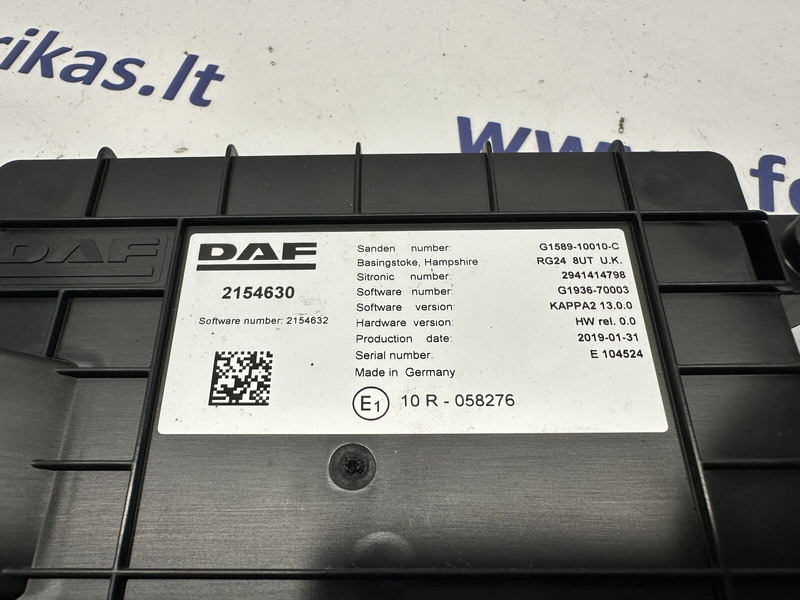 rikas.lt
www.
fe
DAF
DAF
2154630
Software number: 2154632
Sanden number: G1589-10010-C
Basingstoke, Hampshire RG24 8UT U.K.
Sitronic number: 2941414798
Software number: G1936-70003
Software version: KAPPA2 13.0.0
Hardware version: HW rel. 0.0
Production date: 2019-01-31
Serial number. E 104524
Made in Germany
E1 10 R - 058276